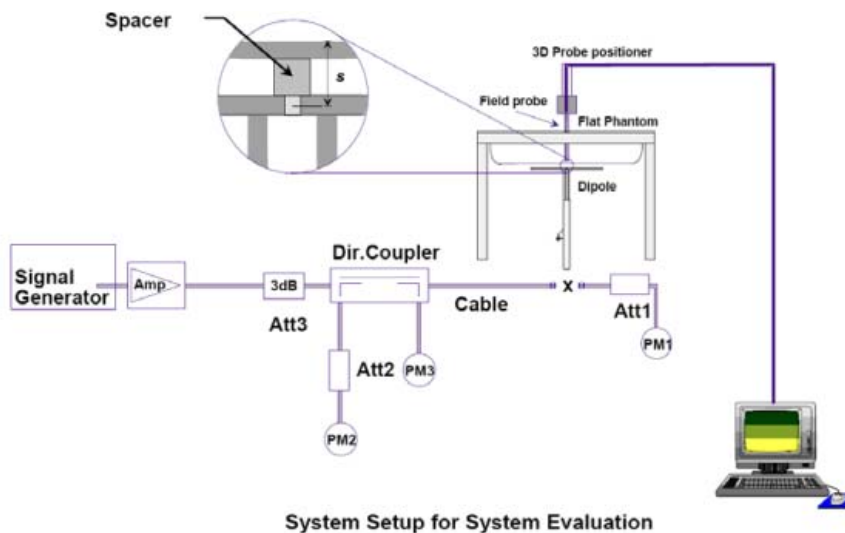 Spacer
s
3D Probe positioner
Field probe
Flat Phantom
Dipole
Signal
Generator
Amp
3dB
Att3
Dir.Coupler
Cable
X
Att1
PM1
Att2
PM3
PM2
System Setup for System Evaluation